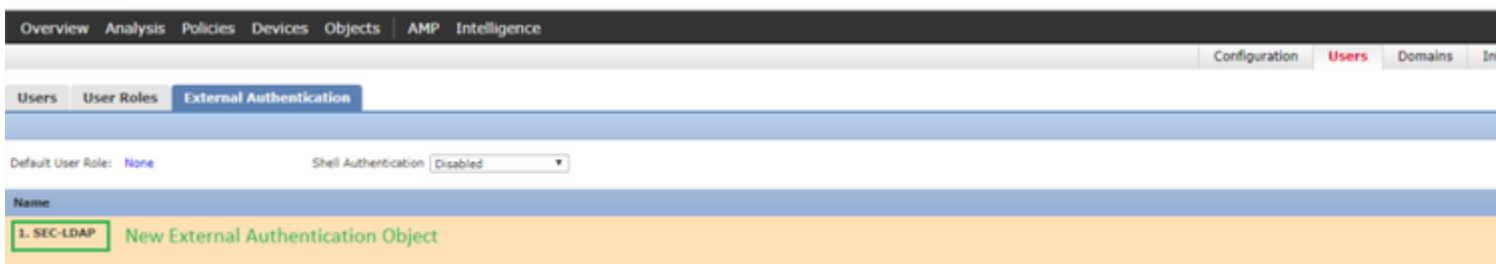 Overview Analysis Policies Devices Objects AMP Intelligence
Configuration Users Domains In
Users User Roles External Authentication
Default User Role: None Shell Authentication Disabled
Name
1. SEC-LDAP New External Authentication Object